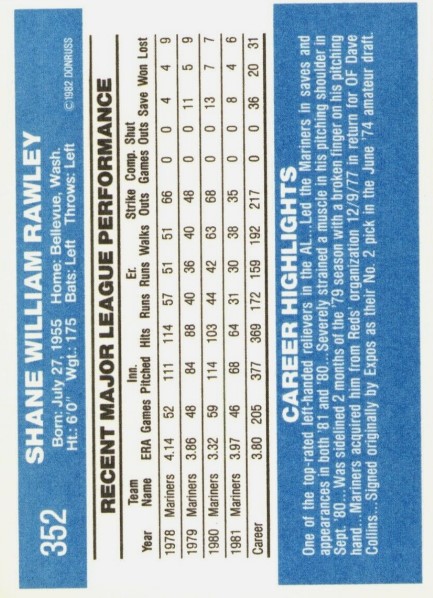 352
SHANE WILLIAM RAWLEY
Born: July 27, 1955 Home: Bellevue, Wash.
Ht.: 6'0" Wgt.: 175 Bats: Left Throws: Left
©1982 DONRUSS
RECENT MAJOR LEAGUE PERFORMANCE
Team Inn. Er. Strike Comp. Shut
Year Name ERA Games Pitched Hits Runs Runs Walks Outs Games Outs Save Won Lost
1978 Mariners 4.14 52 111 114 57 51 51 66 0 0 4 4 9
1979 Mariners 3.86 48 84 88 40 36 40 48 0 0 11 5 9
1980 Mariners 3.32 59 114 103 44 42 63 68 0 0 13 7 7
1981 Mariners 3.97 46 68 64 31 30 38 35 0 0 8 4 6
Career 3.80 205 377 369 172 159 192 217 0 0 36 20 31
CAREER HIGHLIGHTS
One of the top-rated left-handed relievers in the AL...Led the Mariners in saves and
appearances in both '81 and '80...Severely strained a muscle in his pitching shoulder in
Sept. '80...Was sidelined 2 months of the '79 season with a broken finger on his pitching
hand...Mariners acquired him from Reds' organization 12/9/77 in return for OF Dave
Collins...Signed originally by Expos as their No. 2 pick in the June '74 amateur draft.